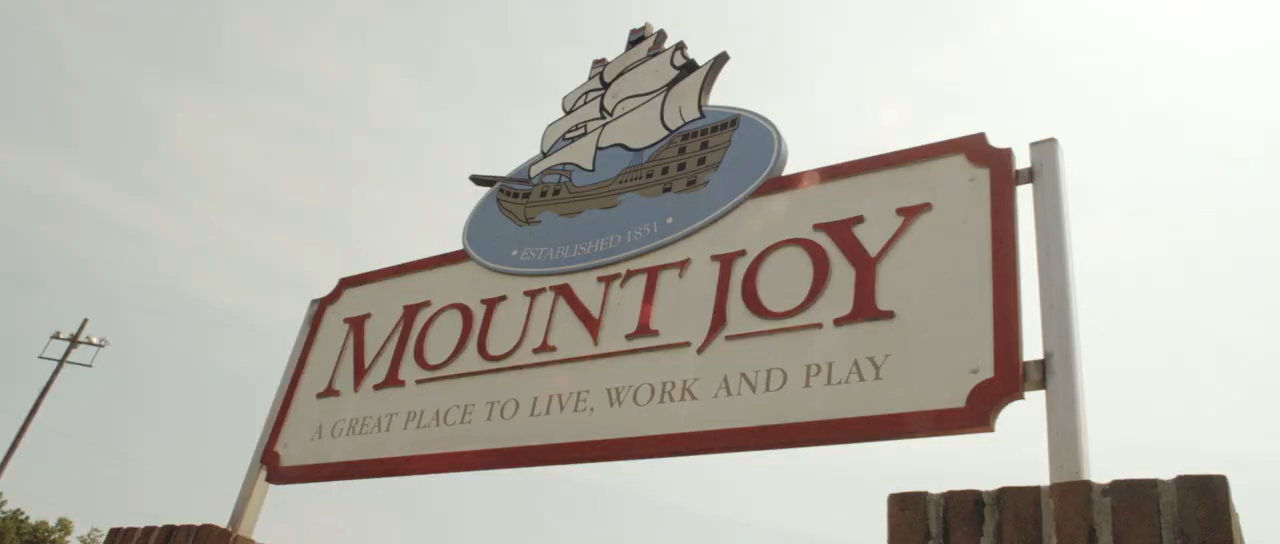 • ESTABLISHED 1851 •
MOUNT JOY
A GREAT PLACE TO LIVE, WORK AND PLAY